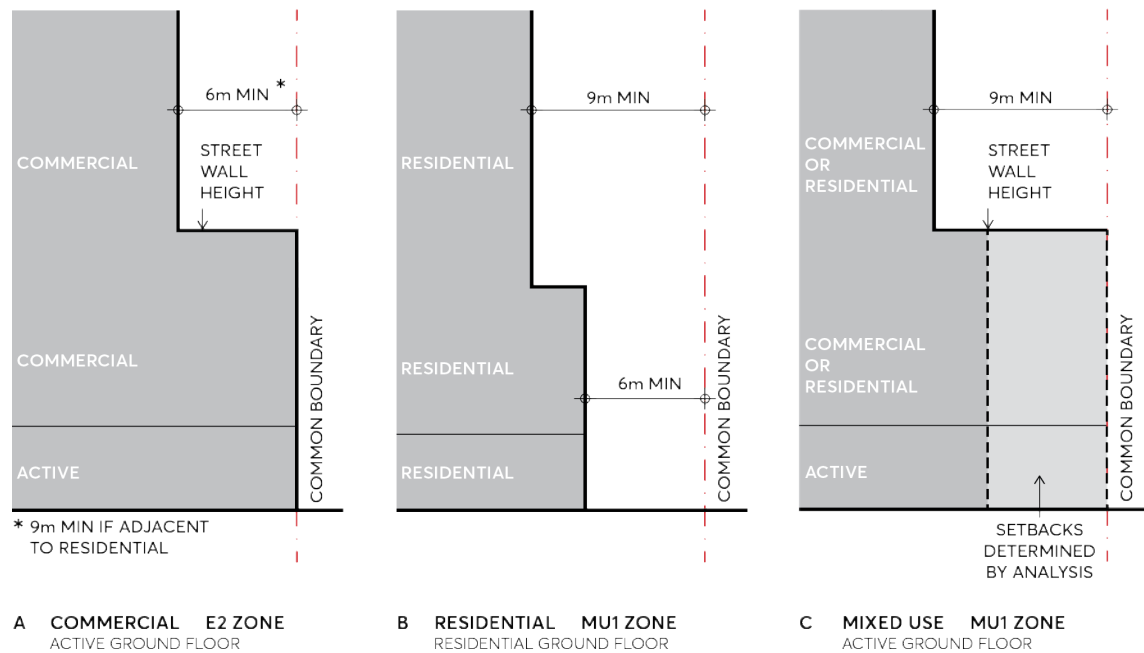 6m MIN *
COMMERCIAL
STREET
WALL
HEIGHT
COMMERCIAL
ACTIVE
COMMON BOUNDARY
* 9m MIN IF ADJACENT
TO RESIDENTIAL
A COMMERCIAL E2 ZONE
ACTIVE GROUND FLOOR
9m MIN
RESIDENTIAL
RESIDENTIAL
6m MIN
RESIDENTIAL
COMMON BOUNDARY
B RESIDENTIAL MU1 ZONE
RESIDENTIAL GROUND FLOOR
9m MIN
COMMERCIAL
OR
RESIDENTIAL
STREET
WALL
HEIGHT
COMMERCIAL
OR
RESIDENTIAL
ACTIVE
COMMON BOUNDARY
SETBACKS
DETERMINED
BY ANALYSIS
C MIXED USE MU1 ZONE
ACTIVE GROUND FLOOR